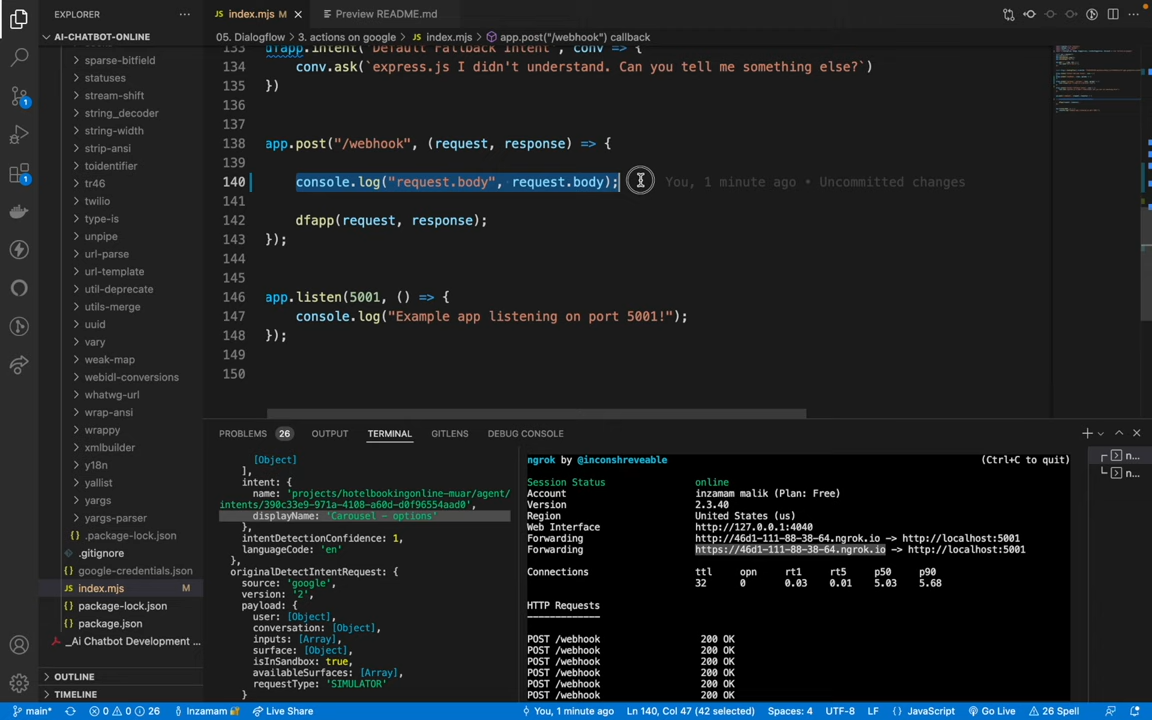 EXPLORER
AI-CHATBOT-ONLINE
sparse-bitfield
statuses
stream-shift
string_decoder
string-width
strip-ansi
toidentifier
tr46
twilio
type-is
unpipe
url-parse
url-template
util-deprecate
utils-merge
uuid
vary
weak-map
webidl-conversions
whatwg-url
wrap-ansi
wrappy
xmlbuilder
y18n
yallist
yargs
yargs-parser
.package-lock.json
.gitignore
google-credentials.json
index.mjs M
package-lock.json
package.json
_Ai Chatbot Development ...
OUTLINE
TIMELINE
index.mjs M
Preview README.md
05. Dialogflow > 3. actions on google > index.mjs > app.post("/webhook") callback
133 dfapp.intent('Default Fallback Intent', conv => {
134 conv.ask(`express.js I didn't understand. Can you tell me something else?`)
135 })
136
137
138 app.post("/webhook", (request, response) => {
139
140 console.log("request.body", request.body); You, 1 minute ago • Uncommitted changes
141
142 dfapp(request, response);
143 });
144
145
146 app.listen(5001, () => {
147 console.log("Example app listening on port 5001!");
148 });
149
150
PROBLEMS 26 OUTPUT TERMINAL GITLENS DEBUG CONSOLE
[Object]
],
intent: {
name: 'projects/hotelbookingonline-muar/agent/
intents/390c33e9-971a-4108-a60d-d0f96554aad0',
displayName: 'Carousel - options'
},
intentDetectionConfidence: 1,
languageCode: 'en'
},
originalDetectIntentRequest: {
source: 'google',
version: '2',
payload: {
user: [Object],
conversation: [Object],
inputs: [Array],
surface: [Object],
isInSandbox: true,
availableSurfaces: [Array],
requestType: 'SIMULATOR'
}
ngrok by @inconshreveable (Ctrl+C to quit)
Session Status online
Account inzamam malik (Plan: Free)
Version 2.3.40
Region United States (us)
Web Interface http://127.0.0.1:4040
Forwarding http://46d1-111-88-38-64.ngrok.io -> http://localhost:5001
Forwarding https://46d1-111-88-38-64.ngrok.io -> http://localhost:5001
Connections ttl opn rt1 rt5 p50 p90
32 0 0.03 0.01 5.03 5.68
HTTP Requests
-------------
POST /webhook 200 OK
POST /webhook 200 OK
POST /webhook 200 OK
POST /webhook 200 OK
POST /webhook 200 OK
POST /webhook 200 OK
n...
n...
main* 0 0 26 Inzamam Live Share You, 1 minute ago Ln 140, Col 47 (42 selected) Spaces: 4 UTF-8 LF JavaScript Go Live 26 Spell